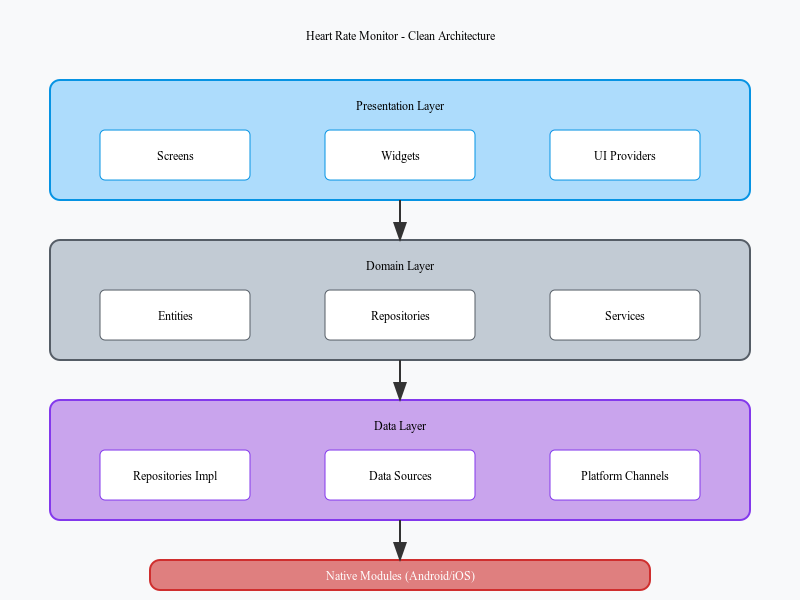 Heart Rate Monitor - Clean Architecture
Presentation Layer
Screens
Widgets
UI Providers
Domain Layer
Entities
Repositories
Services
Data Layer
Repositories Impl
Data Sources
Platform Channels
Native Modules (Android/iOS)